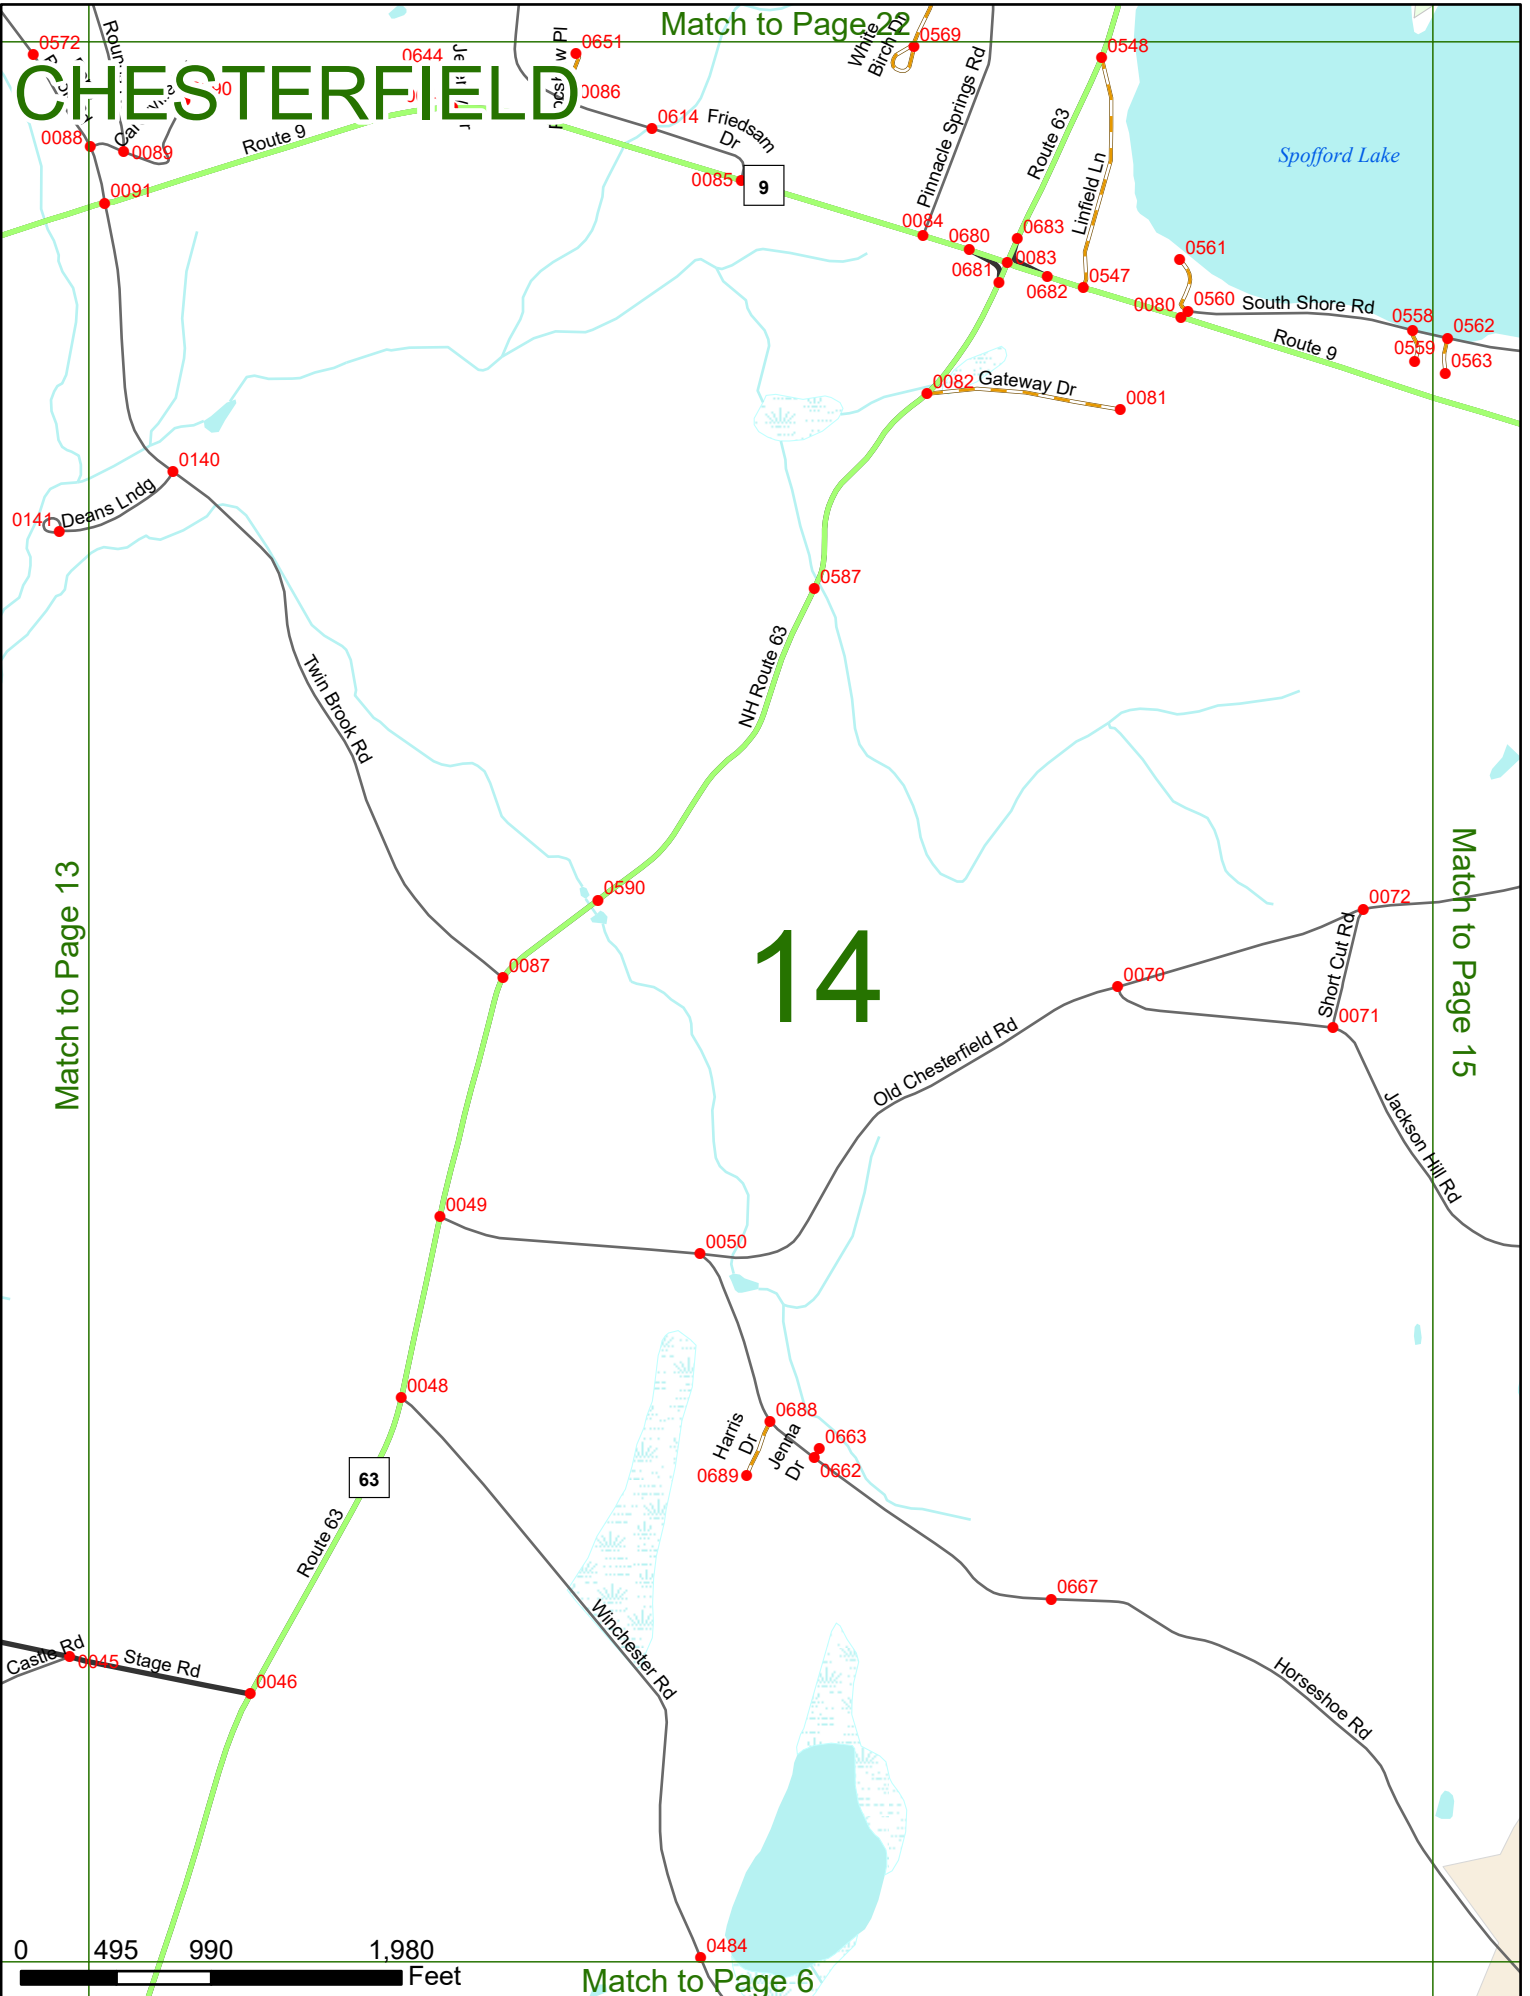 Match to Page 22
CHESTERFIELD
0572
0644
0651
0569
0548
White
Birch Dr
Pinnacle Springs Rd
Route 63
Linfield Ln
Spofford Lake
0086
0614
Friedsam
Dr
0088
0089
Route 9
0085
9
0091
0084
0680
0683
0083
0681
0682
0547
0561
0080
0560
South Shore Rd
0558
0562
Route 9
0559
0563
0082
Gateway Dr
0081
0140
Deans Lndg
0141
0587
NH Route 63
Twin Brook Rd
Match to Page 13
Match to Page 15
0590
14
0072
0087
0070
Short Cut Rd
0071
Old Chesterfield Rd
Jackson Hill Rd
0049
0050
0048
Harris
Dr
0688
Jenna
Dr
0663
0662
0689
63
Route 63
0667
Winchester Rd
Castle Rd
0045
Stage Rd
0046
Horseshoe Rd
0484
0
495
990
1,980
Feet
Match to Page 6